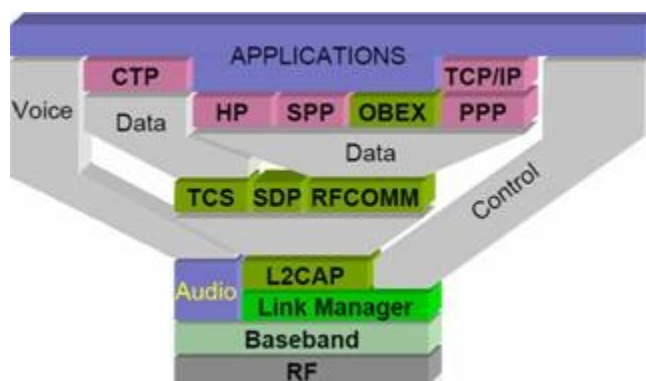 APPLICATIONS
CTP
TCP/IP
Voice
Data
HP
SPP
OBEX
PPP
Data
Control
TCS
SDP
RFCOMM
Audio
L2CAP
Link Manager
Baseband
RF